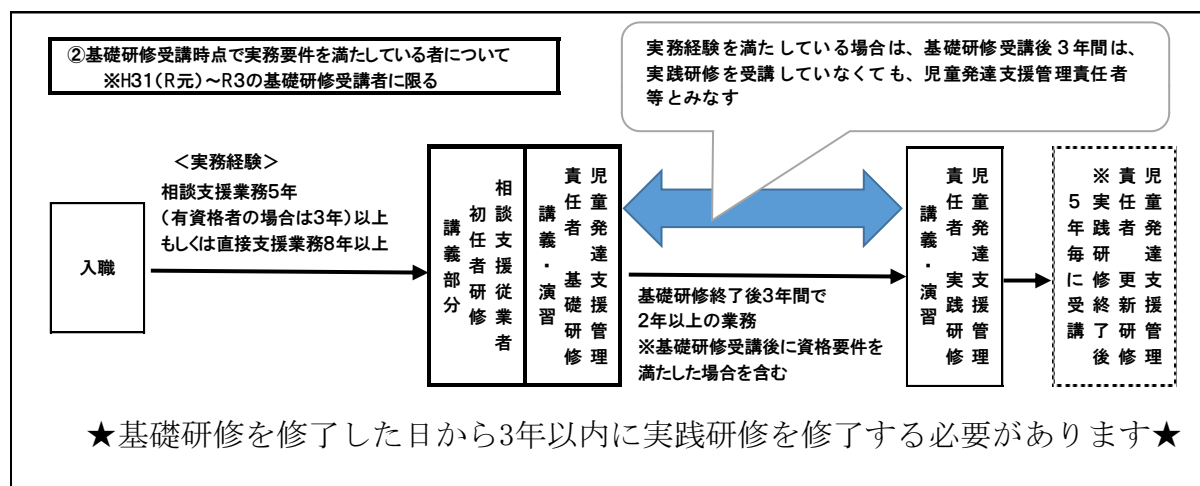 ②基礎研修受講時点で実務要件を満たしている者について
※H31(R元)～R3の基礎研修受講者に限る
実務経験を満たしている場合は、基礎研修受講後3年間は、
実践研修を受講していなくても、児童発達支援管理責任者
等とみなす
入職
＜実務経験＞
相談支援業務5年
(有資格者の場合は3年)以上
もしくは直接支援業務8年以上
相談支援従業者
初任者研修
講義部分
児童発達支援管理
責任者 基礎研修
講義・演習
基礎研修終了後3年間で
2年以上の業務
※基礎研修受講後に資格要件を
満たした場合を含む
児童発達支援管理
責任者 実践研修
講義・演習
児童発達支援管理
責任者 更新研修
※実践研修終了後
5年毎に受講
★基礎研修を修了した日から3年以内に実践研修を修了する必要があります★